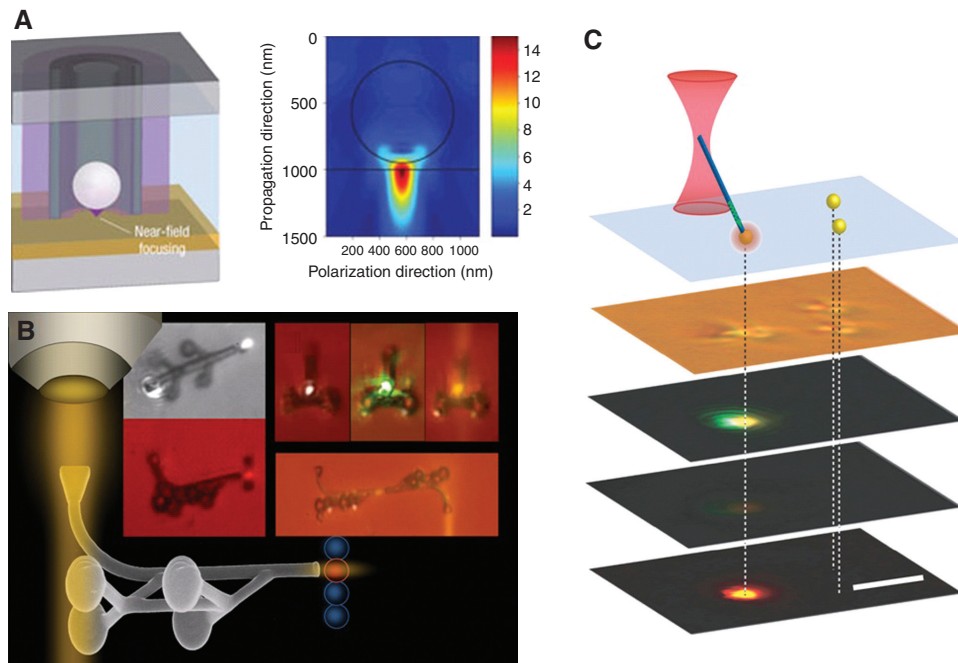 A
Near-field
focusing
Propagation direction (nm)
0
500
1000
1500
200 400 600 800 1000
Polarization direction (nm)
14
12
10
8
6
4
2
B
C